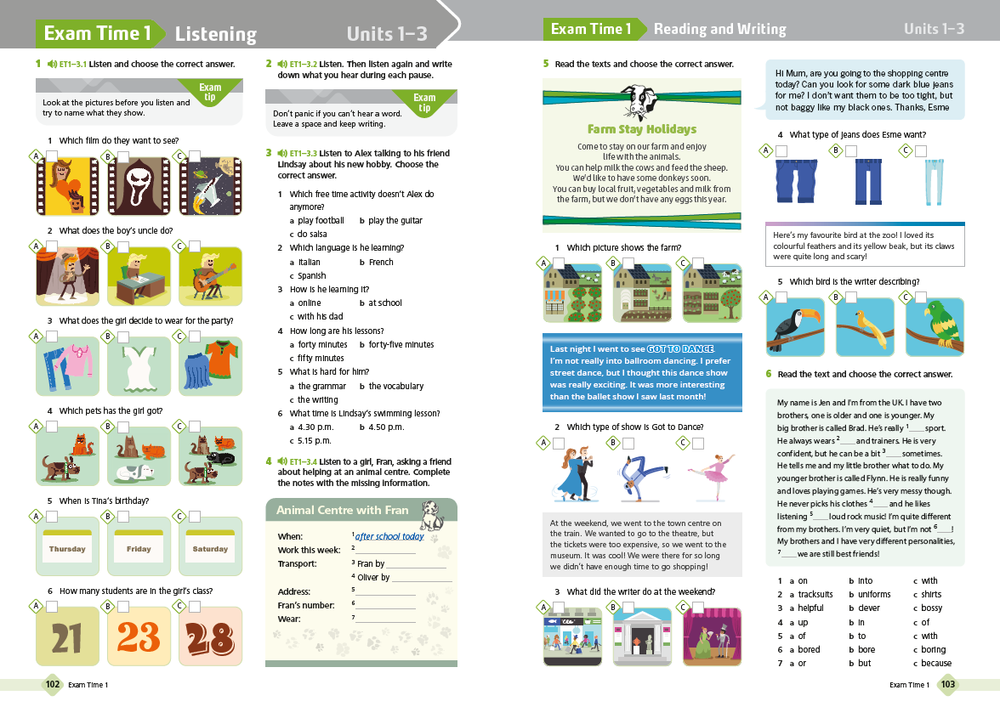 Exam Time 1 Listening Units 1–3
1 ET1–3.1 Listen and choose the correct answer.
Exam
tip
Look at the pictures before you listen and
try to name what they show.
1 Which film do they want to see?
A B C
2 What does the boy's uncle do?
A B C
3 What does the girl decide to wear for the party?
A B C
4 Which pets has the girl got?
A B C
5 When is Tina's birthday?
A B C
Thursday Friday Saturday
6 How many students are in the girl's class?
A B C
21 23 28
102 Exam Time 1
2 ET1–3.2 Listen. Then listen again and write
down what you hear during each pause.
Exam
tip
Don't panic if you can't hear a word.
Leave a space and keep writing.
3 ET1–3.3 Listen to Alex talking to his friend
Lindsay about his new hobby. Choose the
correct answer.
1 Which free time activity doesn't Alex do
anymore?
a play football b play the guitar
c do salsa
2 Which language is he learning?
a Italian b French
c Spanish
3 How is he learning it?
a online b at school
c with his dad
4 How long are his lessons?
a forty minutes b forty-five minutes
c fifty minutes
5 What is hard for him?
a the grammar b the vocabulary
c the writing
6 What time is Lindsay's swimming lesson?
a 4.30 p.m. b 4.50 p.m.
c 5.15 p.m.
4 ET1–3.4 Listen to a girl, Fran, asking a friend
about helping at an animal centre. Complete
the notes with the missing information.
Animal Centre with Fran
When: 1 after school today
Work this week: 2 ____
Transport: 3 Fran by ____
4 Oliver by ____
Address: 5 ____
Fran's number: 6 ____
Wear: 7 ____
Exam Time 1 Reading and Writing Units 1–3
5 Read the texts and choose the correct answer.
Farm Stay Holidays
Come to stay on our farm and enjoy
life with the animals.
You can help milk the cows and feed the sheep.
We'd like to have some donkeys soon.
You can buy local fruit, vegetables and milk from
the farm, but we don't have any eggs this year.
1 Which picture shows the farm?
A B C
Last night I went to see GOT TO DANCE.
I'm not really into ballroom dancing. I prefer
street dance, but I thought this dance show
was really exciting. It was more interesting
than the ballet show I saw last month!
2 Which type of show is Got to Dance?
A B C
At the weekend, we went to the town centre on
the train. We wanted to go to the theatre, but
the tickets were too expensive, so we went to the
museum. It was cool! We were there for so long
we didn't have enough time to go shopping!
3 What did the writer do at the weekend?
A B C
Hi Mum, are you going to the shopping centre
today? Can you look for some dark blue jeans
for me? I don't want them to be too tight, but
not baggy like my black ones. Thanks, Esme
4 What type of jeans does Esme want?
A B C
Here's my favourite bird at the zoo! I loved its
colourful feathers and its yellow beak, but its claws
were quite long and scary!
5 Which bird is the writer describing?
A B C
6 Read the text and choose the correct answer.
My name is Jen and I'm from the UK. I have two
brothers, one is older and one is younger. My
big brother is called Brad. He's really 1____ sport.
He always wears 2____ and trainers. He is very
confident, but he can be a bit 3____ sometimes.
He tells me and my little brother what to do. My
younger brother is called Flynn. He is really funny
and loves playing games. He's very messy though.
He never picks his clothes 4____ and he likes
listening 5____ loud rock music! I'm quite different
from my brothers. I'm very quiet, but I'm not 6____!
My brothers and I have very different personalities,
7____ we are still best friends!
1 a on b into c with
2 a tracksuits b uniforms c shirts
3 a helpful b clever c bossy
4 a up b in c of
5 a of b to c with
6 a bored b bore c boring
7 a or b but c because
Exam Time 1 103